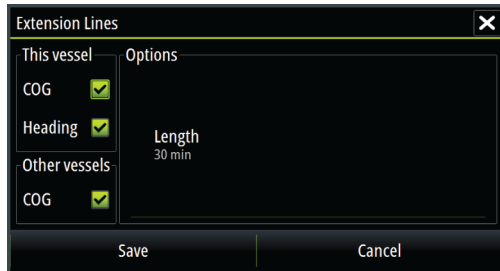 Extension Lines
This vessel
COG
Heading
Other vessels
COG
Options
Length
30 min
Save
Cancel